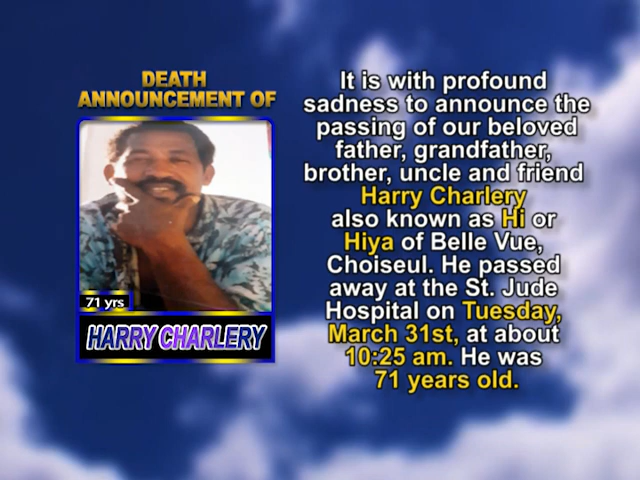 DEATH
ANNOUNCEMENT OF
71 yrs
HARRY CHARLERY
It is with profound
sadness to announce the
passing of our beloved
father, grandfather,
brother, uncle and friend
Harry Charlery
also known as Hi or
Hiya of Belle Vue,
Choiseul. He passed
away at the St. Jude
Hospital on Tuesday,
March 31st, at about
10:25 am. He was
71 years old.